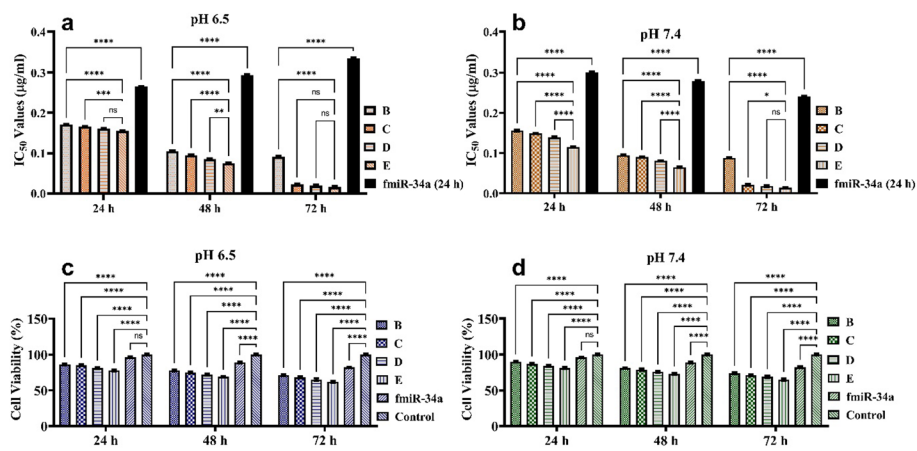 a
pH 6.5
IC50 Values (µg/ml)
0.4
0.3
0.2
0.1
0.0
**** **** **** 
**** **** ****
*** **** ns
ns ** ns
24 h 48 h 72 h
B
C
D
E
fmiR-34a (24 h)
b
pH 7.4
IC50 Values (µg/ml)
0.4
0.3
0.2
0.1
0.0
**** **** ****
**** **** ****
**** **** *
**** **** ns
24 h 48 h 72 h
B
C
D
E
fmiR-34a (24 h)
c
pH 6.5
Cell Viability (%)
150
100
50
0
**** **** ****
**** **** ****
**** **** ****
**** **** ****
ns **** ****
24 h 48 h 72 h
B
C
D
E
fmiR-34a
Control
d
pH 7.4
Cell Viability (%)
150
100
50
0
**** **** ****
**** **** ****
**** **** ****
**** **** ****
ns **** ****
24 h 48 h 72 h
B
C
D
E
fmiR-34a
Control